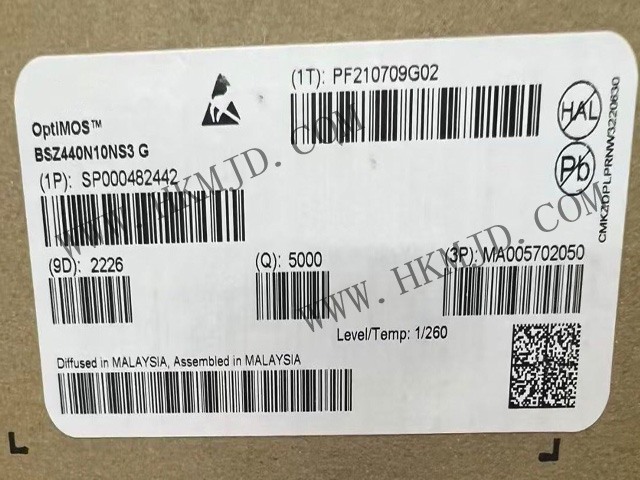 OptIMOS™
BSZ440N10NS3 G
(1P): SP000482442
(1T): PF210709G02
HAL
Pb
CMKZDPLPRNW3220630
(9D): 2226
(Q): 5000
(3P): MA005702050
Level/Temp: 1/260
Diffused in MALAYSIA, Assembled in MALAYSIA
WWW.HKMJD.COM
WWW.HKMJD.COM